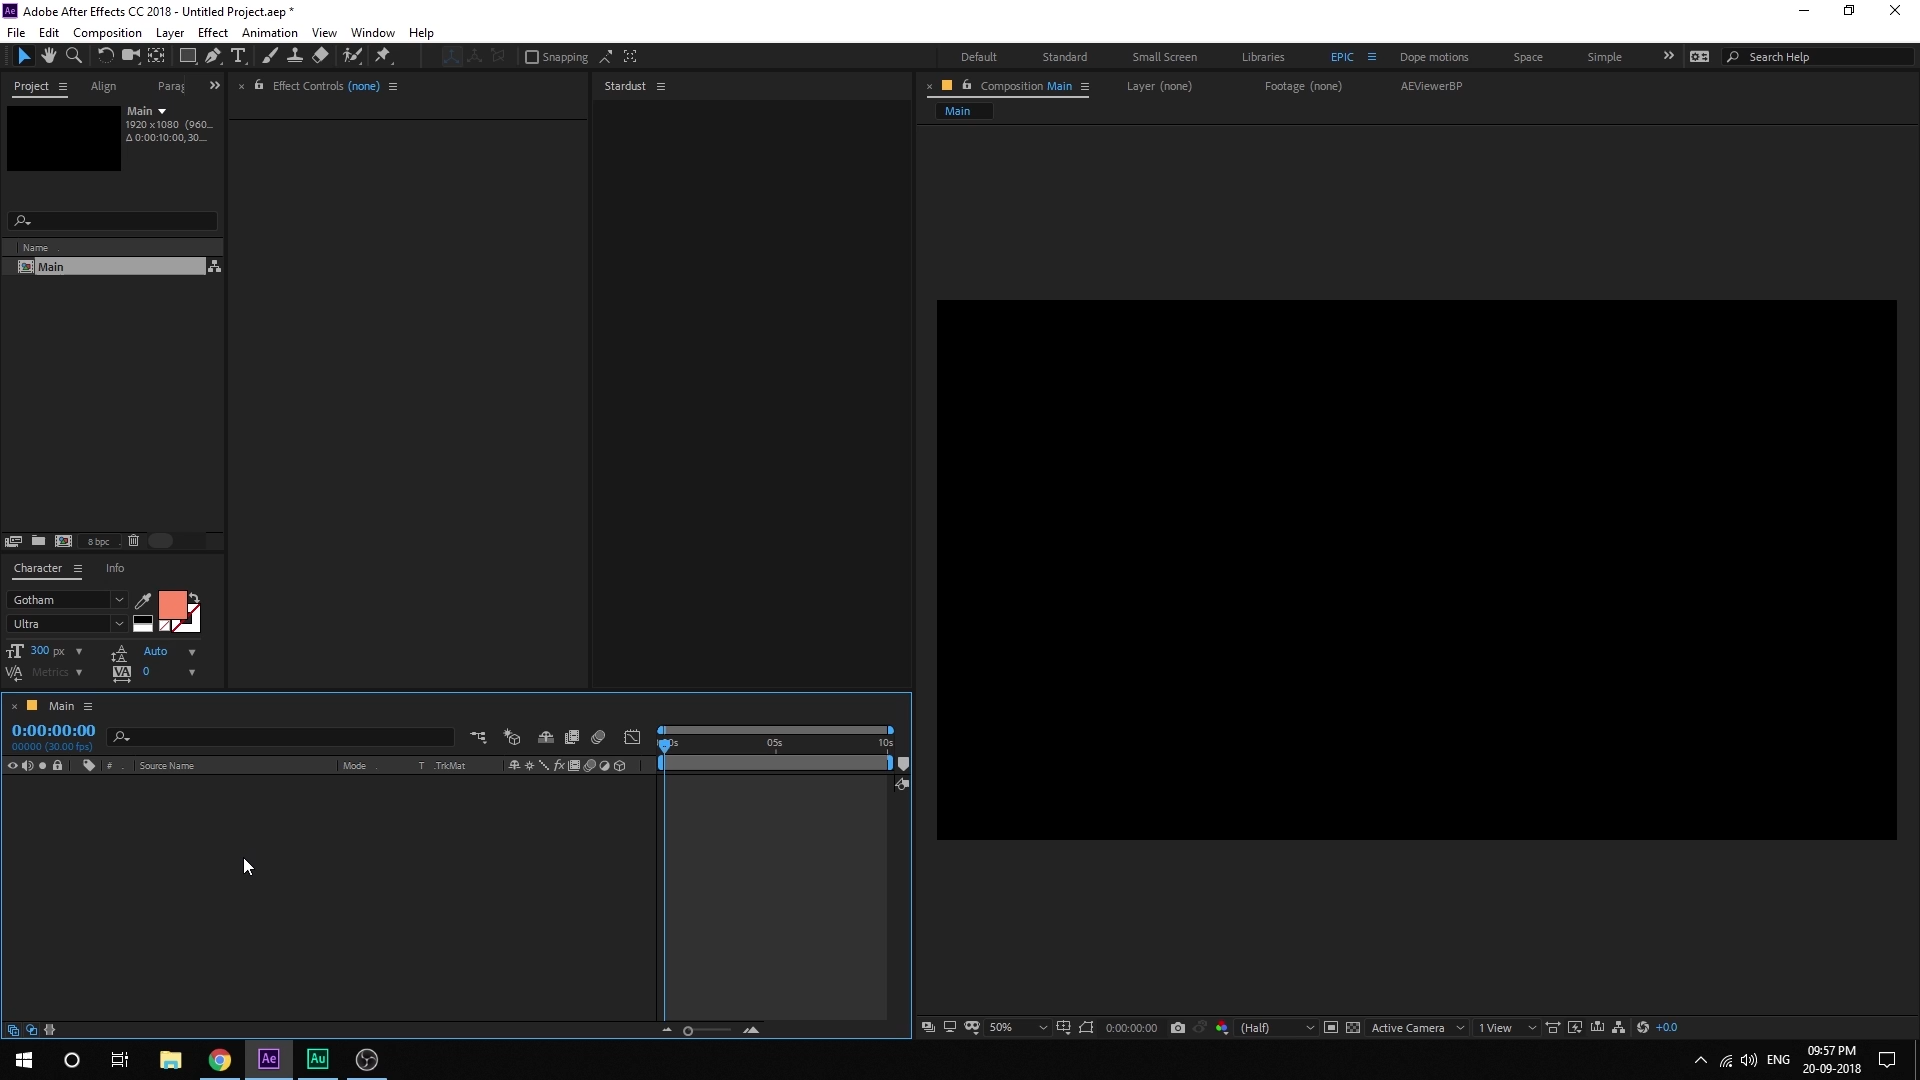 Ae Adobe After Effects CC 2018 - Untitled Project.aep *
File Edit Composition Layer Effect Animation View Window Help
Snapping Default Standard Small Screen Libraries EPIC Dope motions Space Simple Search Help
Project Align Parag Effect Controls (none) Stardust Composition Main Layer (none) Footage (none) AEViewerBP
Main
1920 x 1080 (960...
Δ 0:00:10:00, 30....
Main
Name
Main
8 bpc
Character Info
Gotham
Ultra
300 px Auto
Metrics 0
Main
0:00:00:00
00000 (30.00 fps)
05s 10s
# Source Name Mode T .TrkMat
50% 0:00:00:00 (Half) Active Camera 1 View +0.0
Ae Au ENG
09:57 PM
20-09-2018